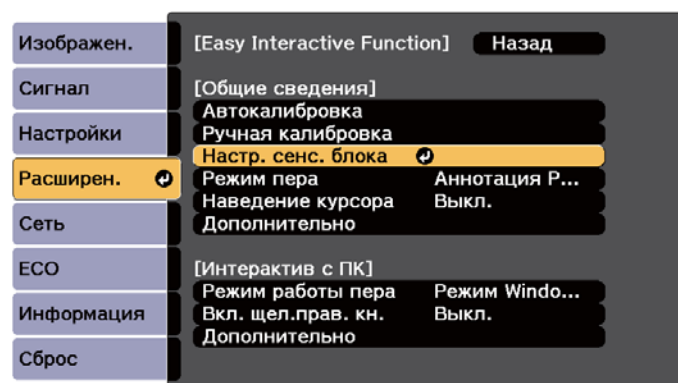 Изображен.
Сигнал
Настройки
Расширен.
Сеть
ECO
Информация
Сброс
[Easy Interactive Function] Назад
[Общие сведения]
Автокалибровка
Ручная калибровка
Настр. сенс. блока
Режим пера Аннотация P...
Наведение курсора Выкл.
Дополнительно
[Интерактив с ПК]
Режим работы пера Режим Windo...
Вкл. щел.прав. кн. Выкл.
Дополнительно